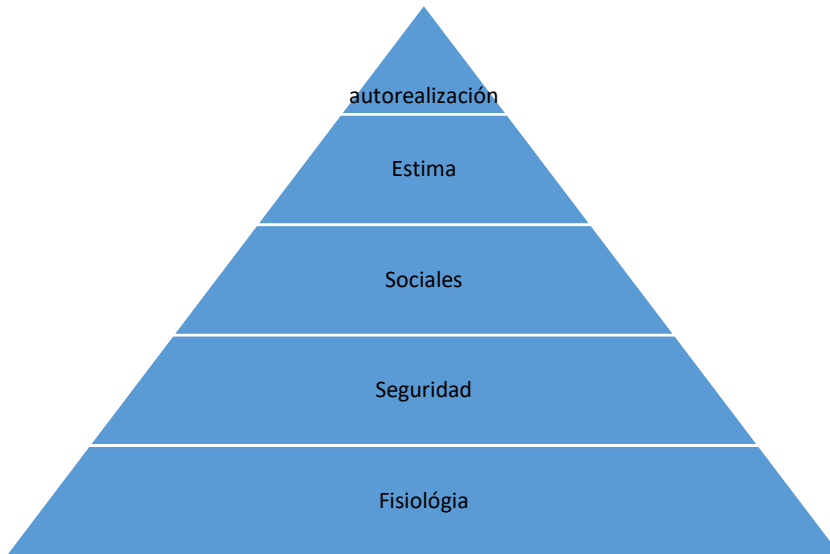 autorealización
Estima
Sociales
Seguridad
Fisiológia